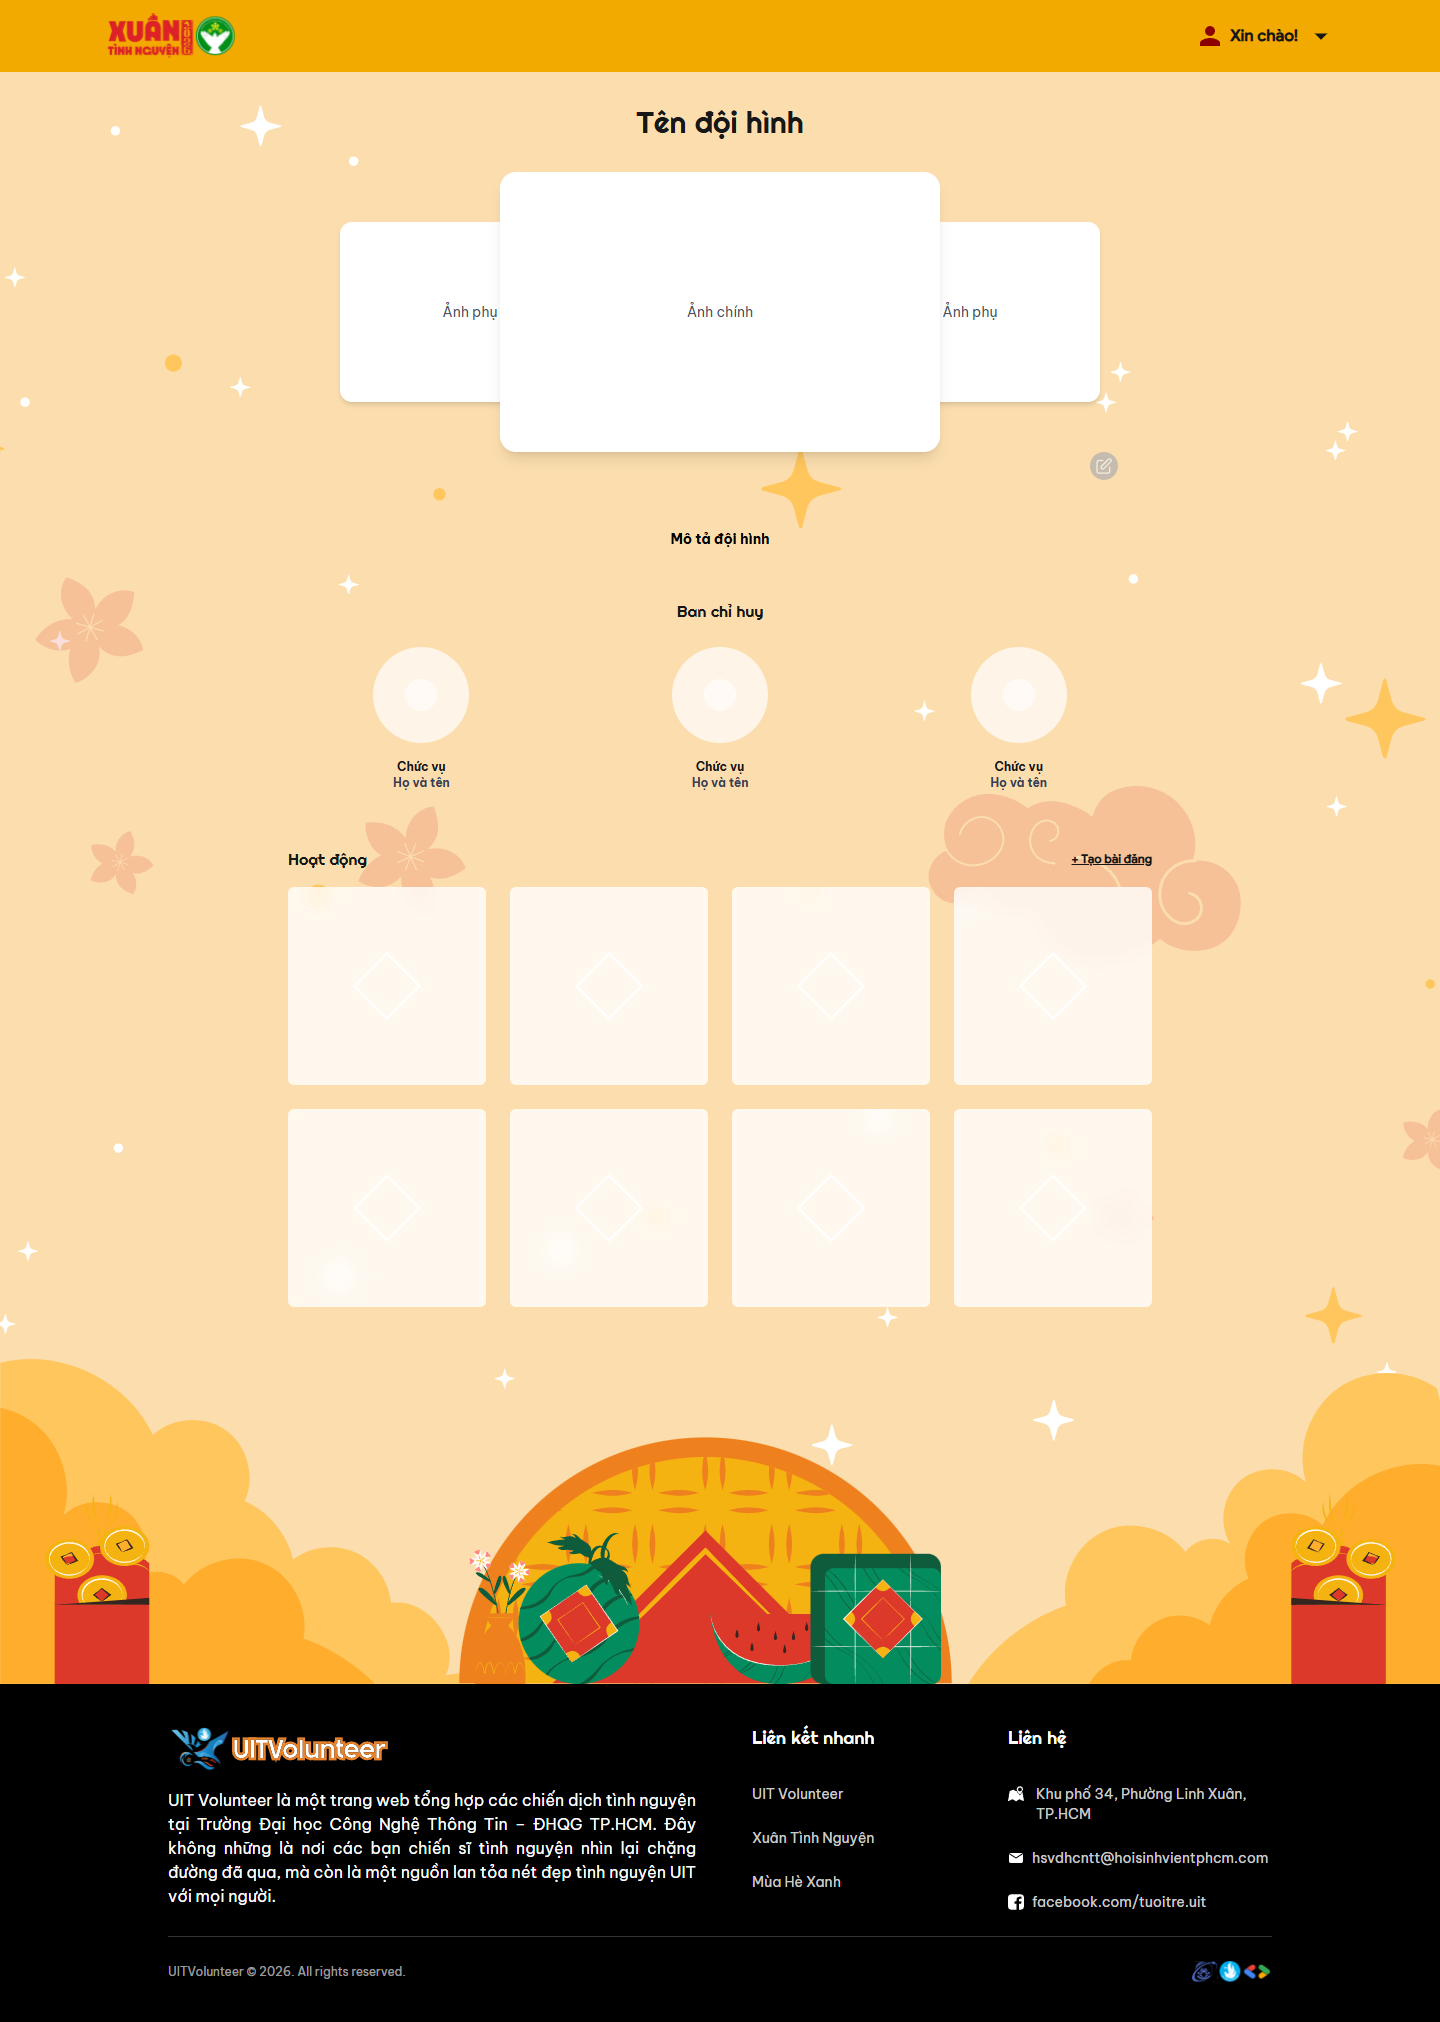 XUÂN
TÌNH NGUYỆN
Xin chào!
Tên đội hình
Ảnh phụ
Ảnh chính
Ảnh phụ
Mô tả đội hình
Ban chỉ huy
Chức vụ
Họ và tên
Chức vụ
Họ và tên
Chức vụ
Họ và tên
Hoạt động
+ Tạo bài đăng
UITVolunteer
UIT Volunteer là một trang web tổng hợp các chiến dịch tình nguyện
tại Trường Đại học Công Nghệ Thông Tin – ĐHQG TP.HCM. Đây
không những là nơi các bạn chiến sĩ tình nguyện nhìn lại chặng
đường đã qua, mà còn là một nguồn lan tỏa nét đẹp tình nguyện UIT
với mọi người.
Liên kết nhanh
UIT Volunteer
Xuân Tình Nguyện
Mùa Hè Xanh
Liên hệ
Khu phố 34, Phường Linh Xuân,
TP.HCM
hsvdhcntt@hoisinhvientphcm.com
facebook.com/tuoitre.uit
UITVolunteer © 2026. All rights reserved.